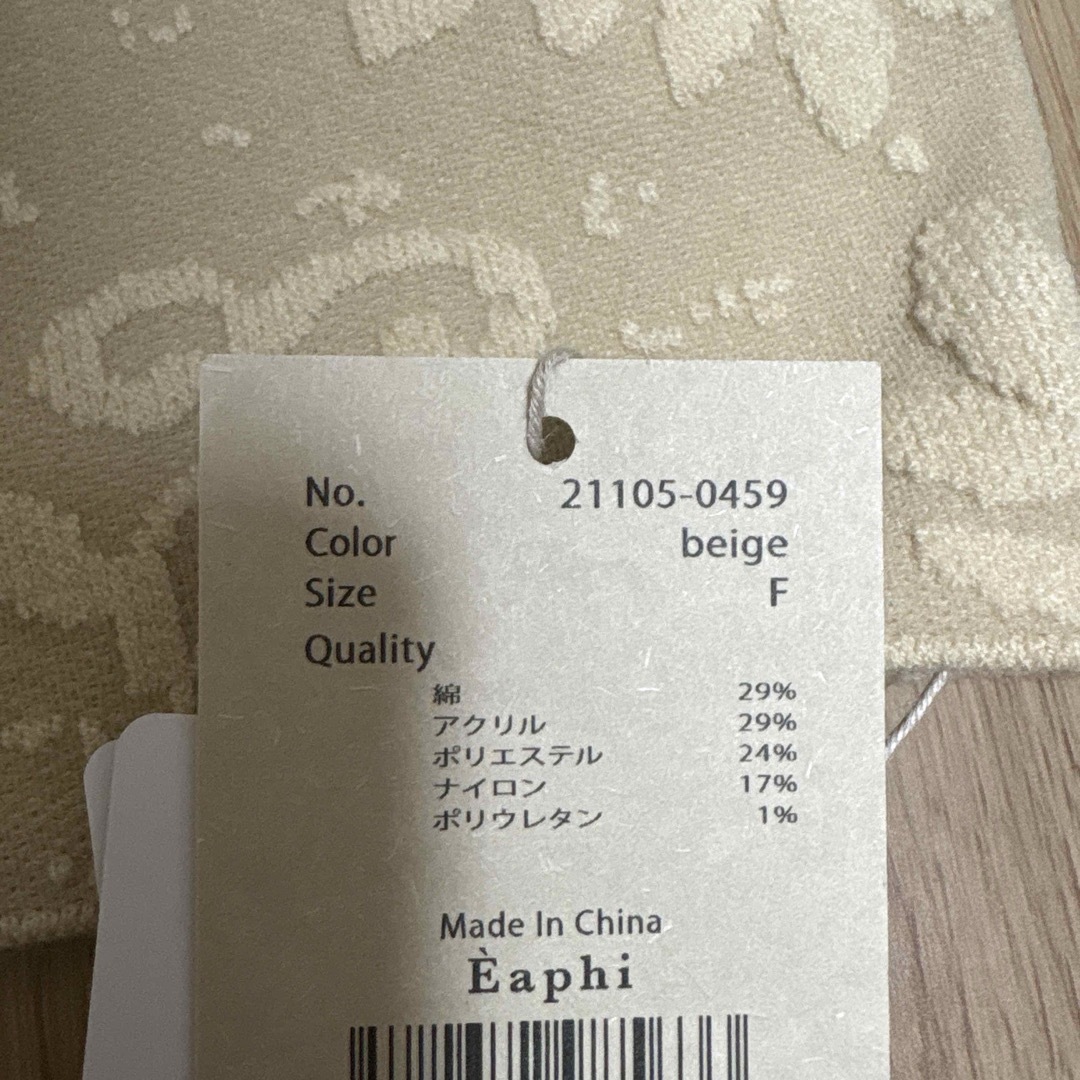 No. 21105-0459
Color beige
Size F
Quality
綿 29%
アクリル 29%
ポリエステル 24%
ナイロン 17%
ポリウレタン 1%
Made In China
Èaphi